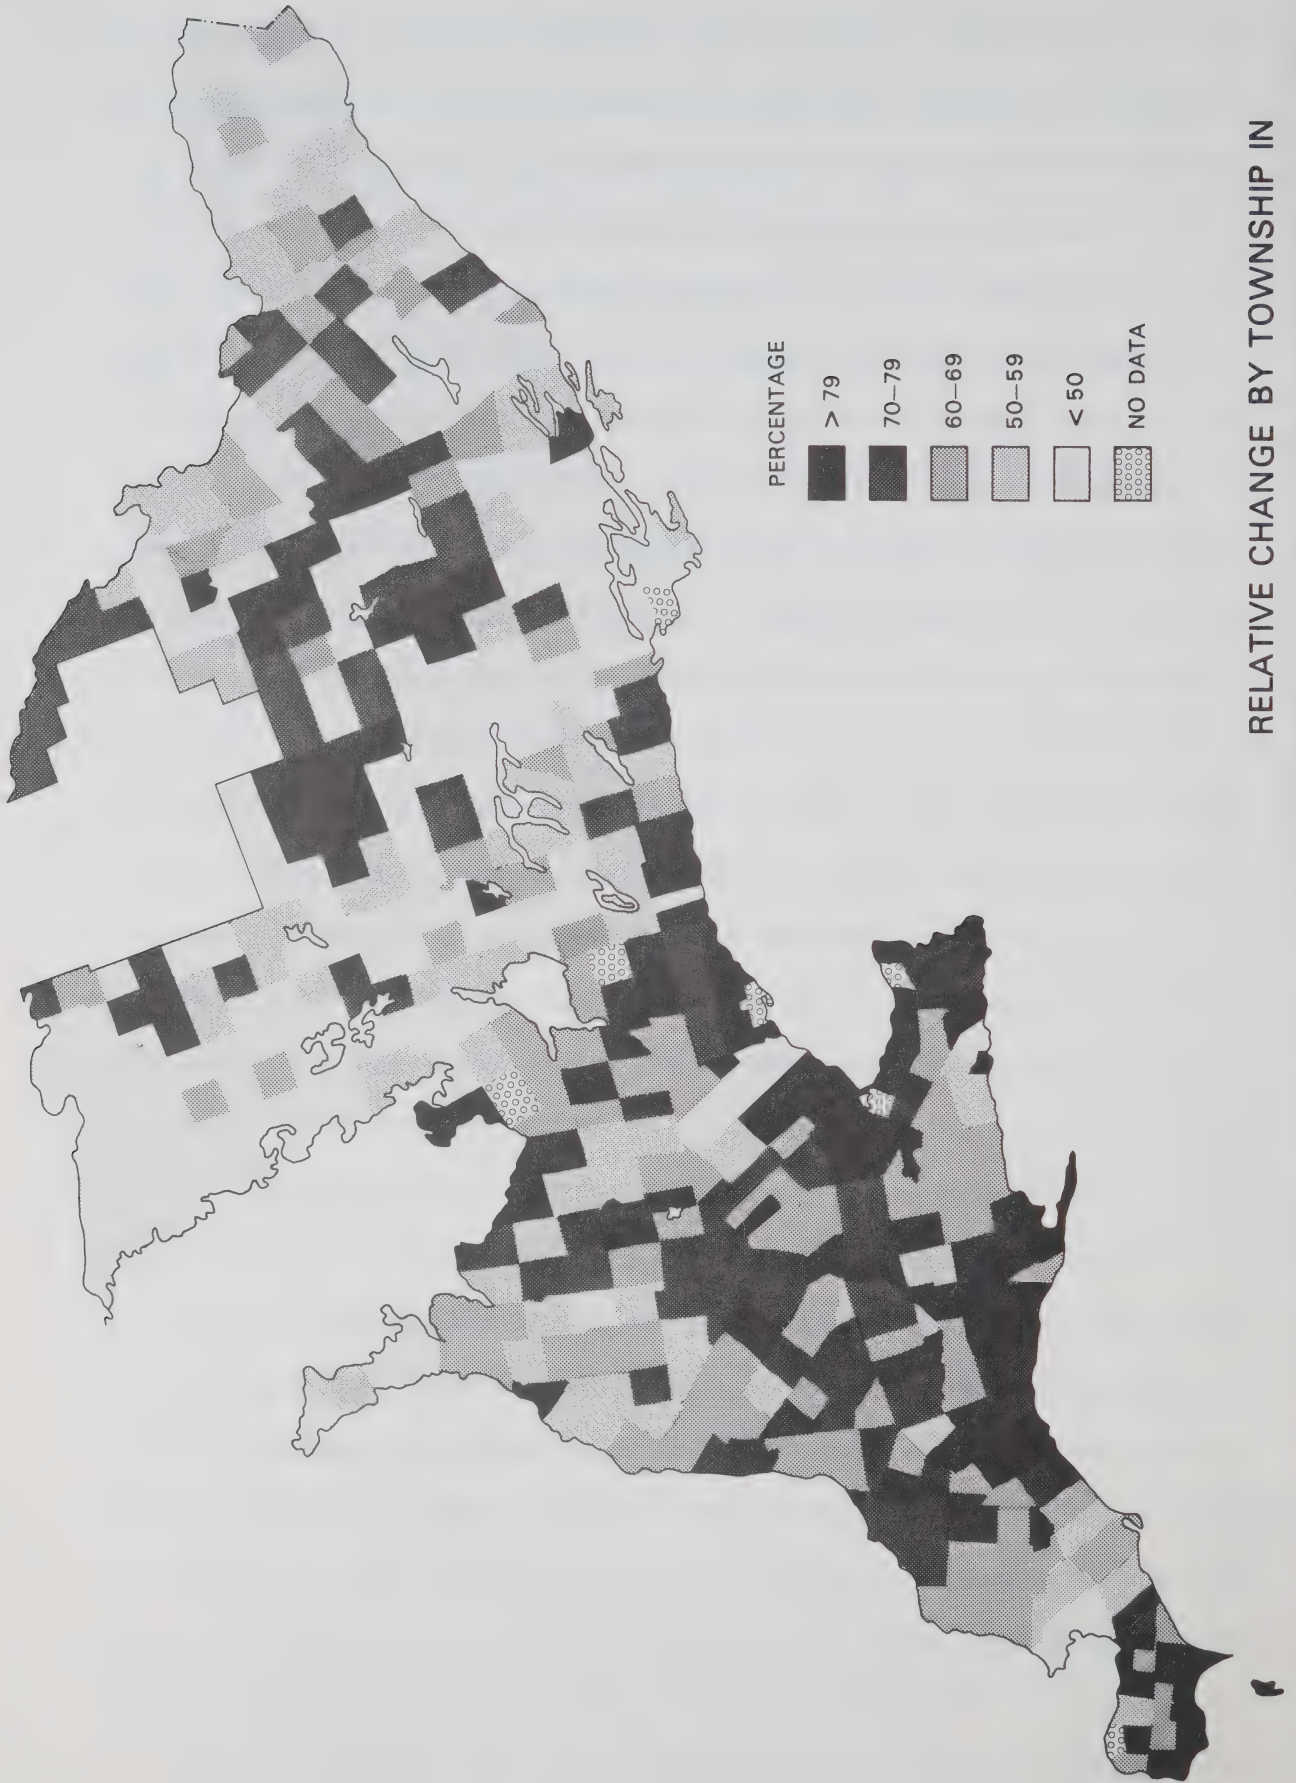 PERCENTAGE
> 79
70–79
60–69
50–59
< 50
NO DATA
RELATIVE CHANGE BY TOWNSHIP IN